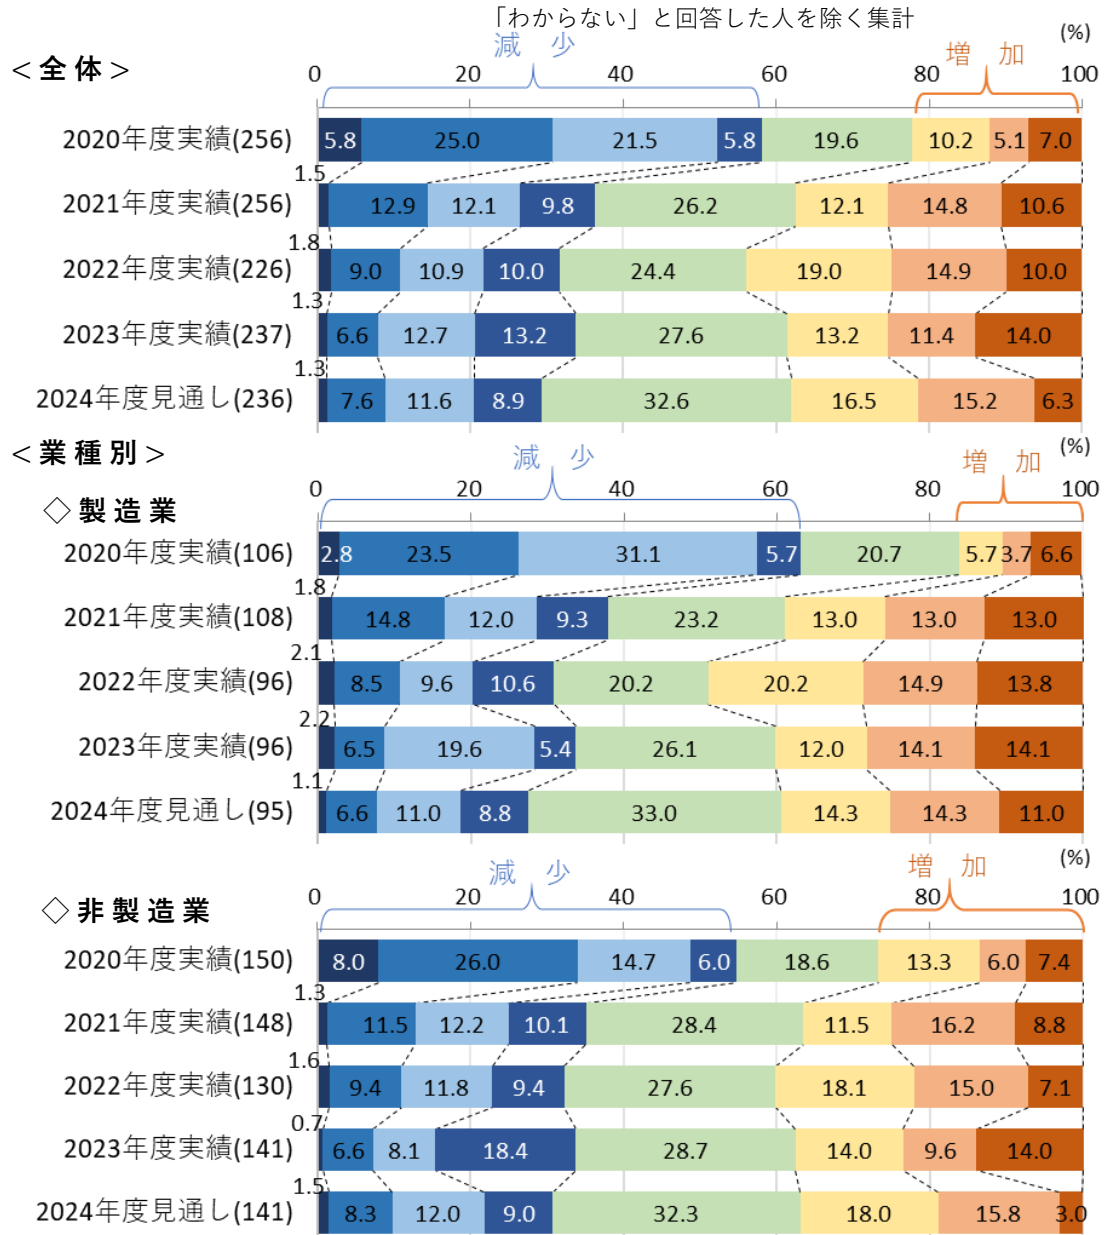 「わからない」と回答した人を除く集計
(%)
減 少
増 加
<全体>
0 20 40 60 80 100
2020年度実績(256) 5.8 25.0 21.5 5.8 19.6 10.2 5.1 7.0
1.5
2021年度実績(256) 12.9 12.1 9.8 26.2 12.1 14.8 10.6
1.8
2022年度実績(226) 9.0 10.9 10.0 24.4 19.0 14.9 10.0
1.3
2023年度実績(237) 6.6 12.7 13.2 27.6 13.2 11.4 14.0
1.3
2024年度見通し(236) 7.6 11.6 8.9 32.6 16.5 15.2 6.3
<業種別>
(%)
減 少
増 加
0 20 40 60 80 100
◇製造業
2020年度実績(106) 2.8 23.5 31.1 5.7 20.7 5.7 3.7 6.6
1.8
2021年度実績(108) 14.8 12.0 9.3 23.2 13.0 13.0 13.0
2.1
2022年度実績(96) 8.5 9.6 10.6 20.2 20.2 14.9 13.8
2.2
2023年度実績(96) 6.5 19.6 5.4 26.1 12.0 14.1 14.1
1.1
2024年度見通し(95) 6.6 11.0 8.8 33.0 14.3 14.3 11.0
(%)
減 少
増 加
0 20 40 60 80 100
◇非製造業
2020年度実績(150) 8.0 26.0 14.7 6.0 18.6 13.3 6.0 7.4
1.3
2021年度実績(148) 11.5 12.2 10.1 28.4 11.5 16.2 8.8
1.6
2022年度実績(130) 9.4 11.8 9.4 27.6 18.1 15.0 7.1
0.7
2023年度実績(141) 6.6 8.1 18.4 28.7 14.0 9.6 14.0
1.5
2024年度見通し(141) 8.3 12.0 9.0 32.3 18.0 15.8 3.0